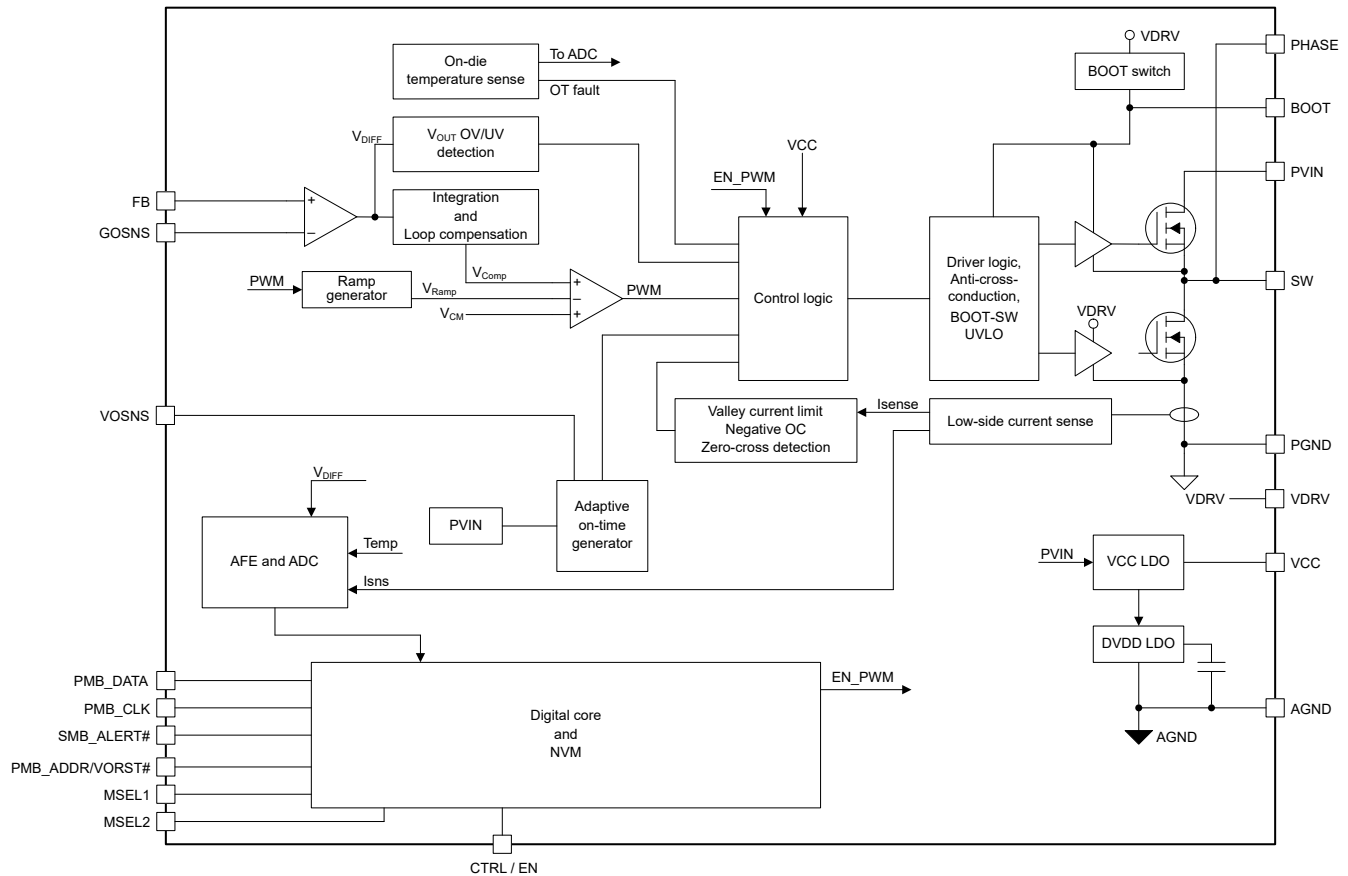 VDRV
PHASE
On-die
temperature sense
To ADC
OT fault
BOOT switch
BOOT
VDIFF
VOUT OV/UV
detection
VCC
EN_PWM
PVIN
FB
+
GOSNS
−
Integration
and
Loop compensation
PWM
Ramp
generator
VComp
VRamp
VCM
+
−
+
PWM
Control logic
Driver logic,
Anti-cross-
conduction,
BOOT-SW
UVLO
SW
VDRV
VOSNS
Valley current limit
Negative OC
Zero-cross detection
Isense
Low-side current sense
PGND
VDIFF
VDRV
VDRV
PVIN
Adaptive
on-time
generator
AFE and ADC
Temp
Isns
PVIN
VCC LDO
VCC
DVDD LDO
PMB_DATA
PMB_CLK
SMB_ALERT#
PMB_ADDR/VORST#
MSEL1
MSEL2
Digital core
and
NVM
EN_PWM
AGND
AGND
CTRL / EN